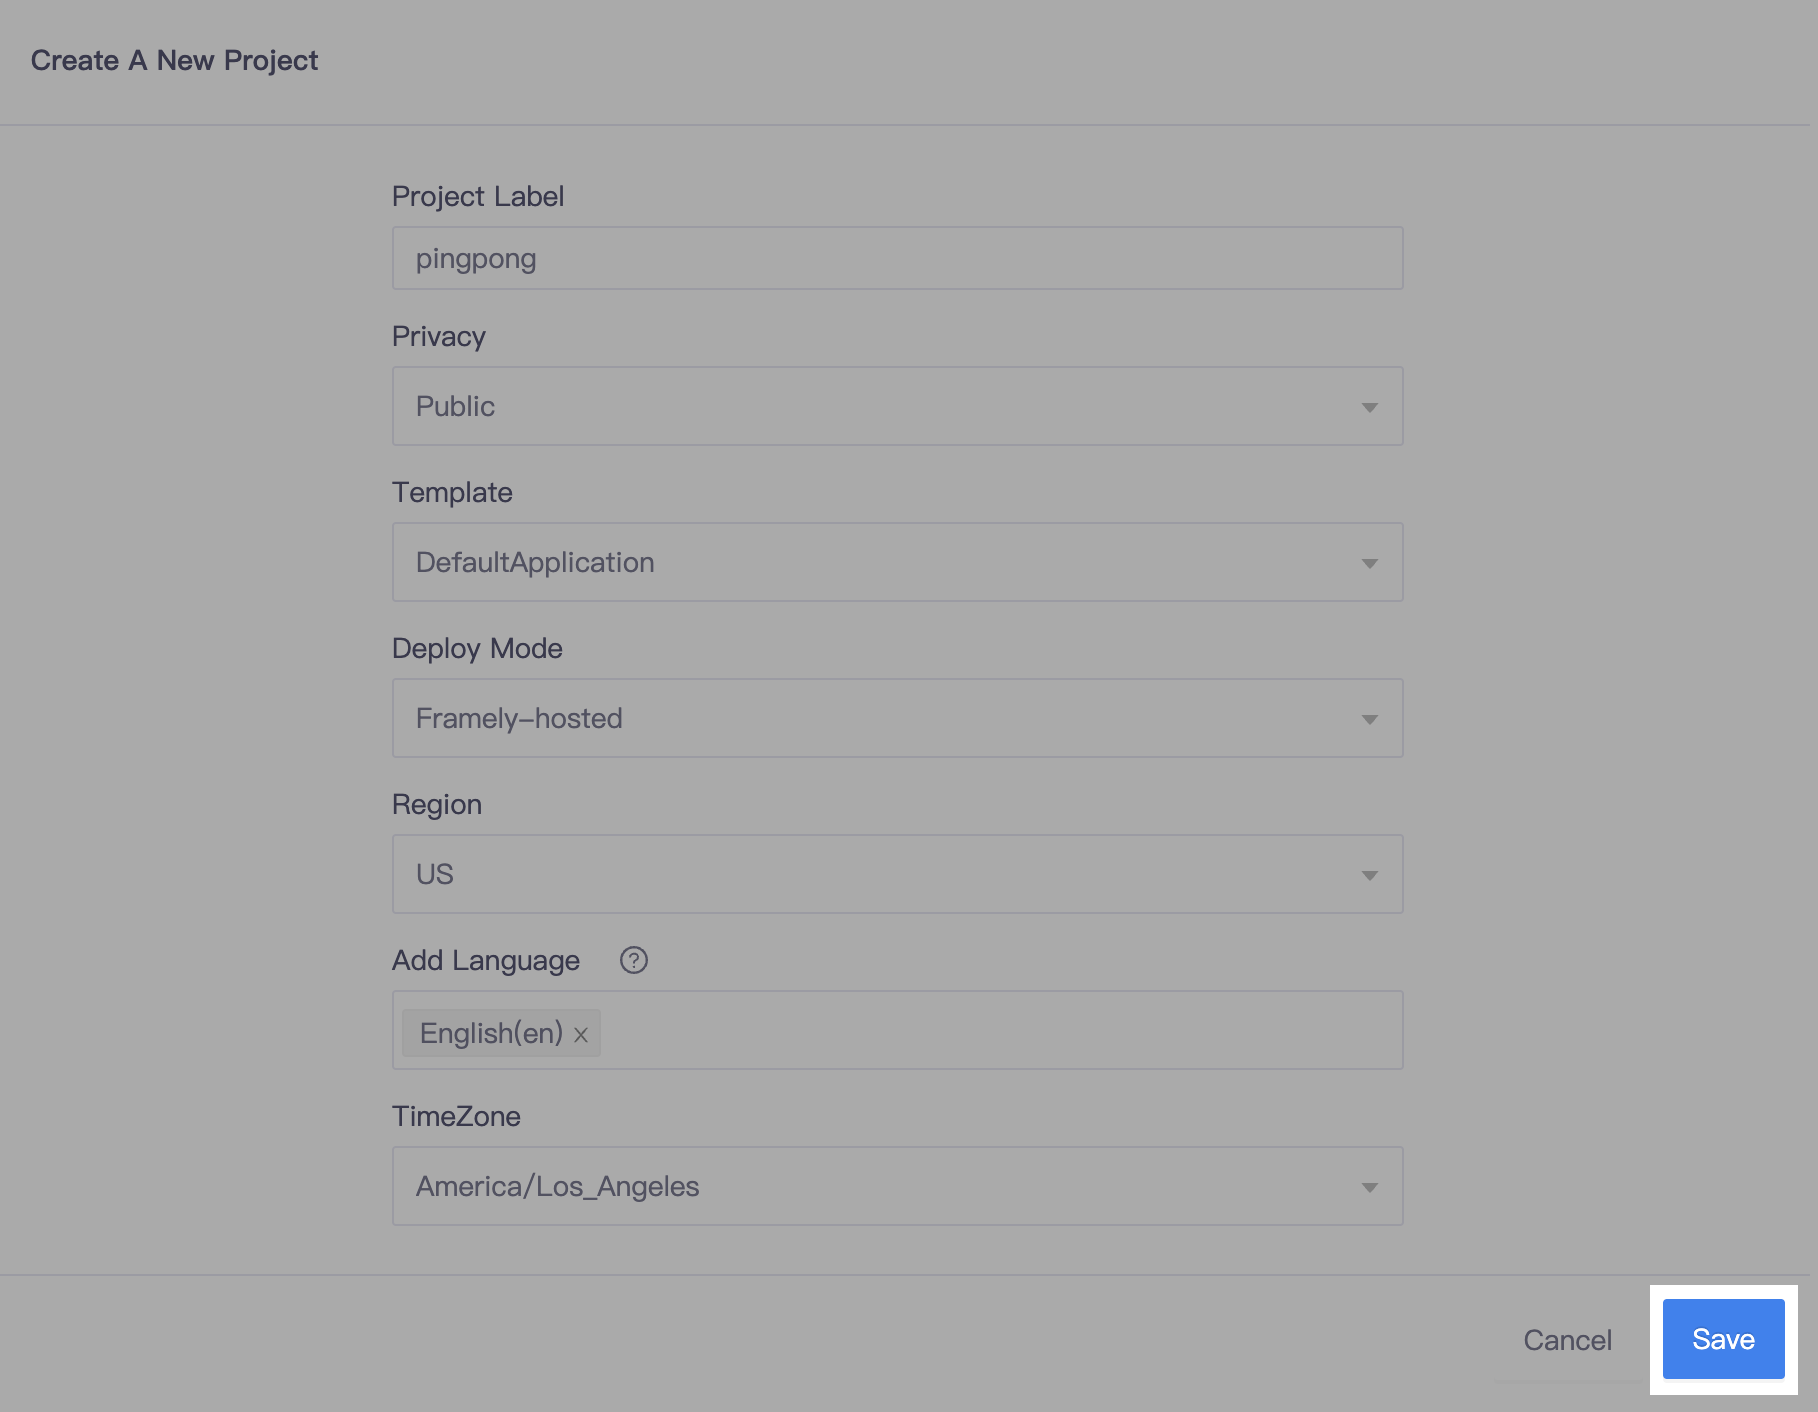 Create A New Project
Project Label
pingpong
Privacy
Public
Template
DefaultApplication
Deploy Mode
Framely-hosted
Region
US
Add Language ?
English(en) x
TimeZone
America/Los_Angeles
Cancel Save